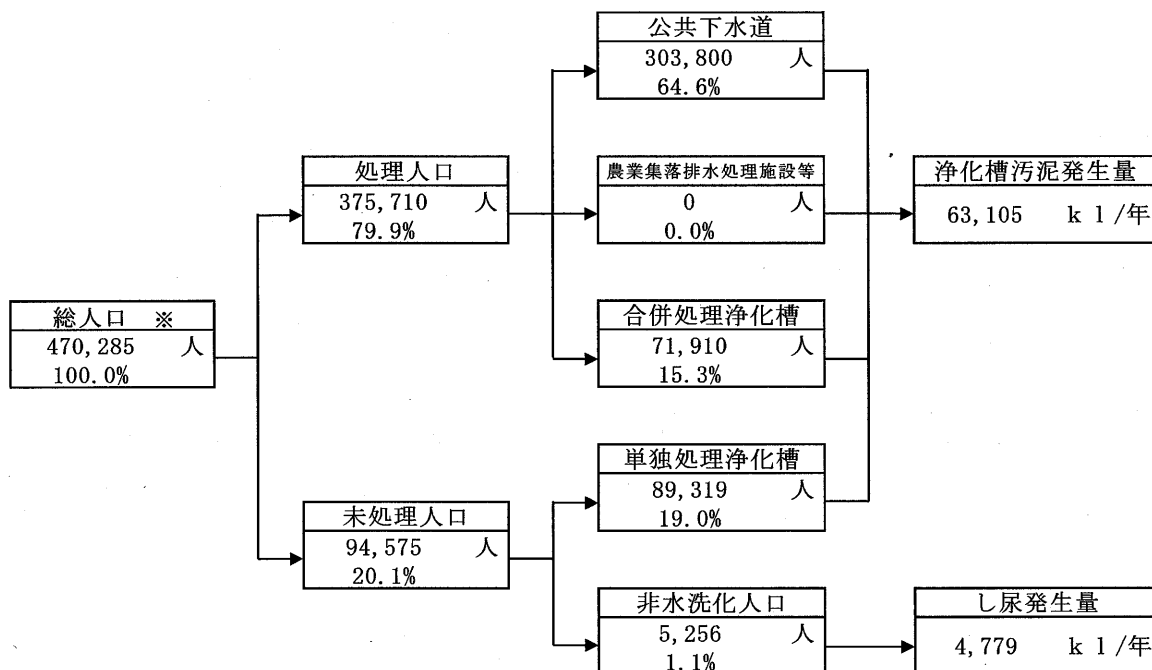 公共下水道
303,800 人
64.6%
処理人口
375,710 人
79.9%
農業集落排水処理施設等
0 人
0.0%
浄化槽汚泥発生量
63,105 kl/年
総人口 ※
470,285 人
100.0%
合併処理浄化槽
71,910 人
15.3%
単独処理浄化槽
89,319 人
19.0%
未処理人口
94,575 人
20.1%
非水洗化人口
5,256 人
1.1%
し尿発生量
4,779 kl/年